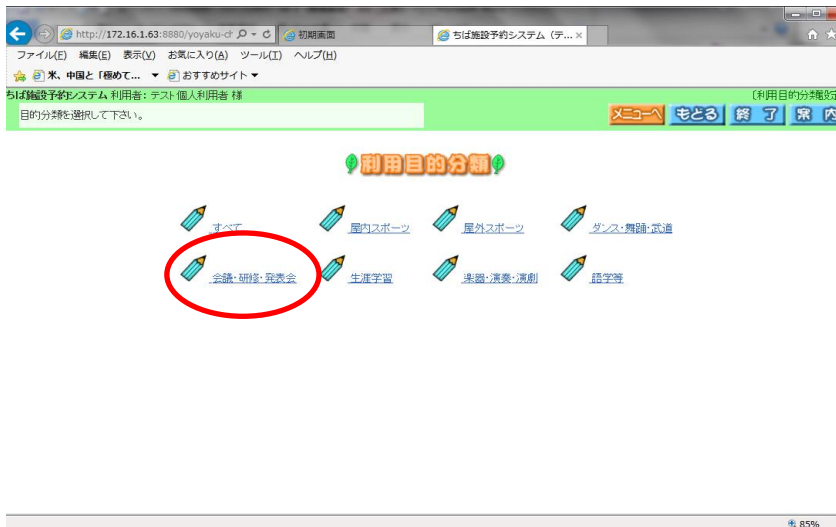 http://172.16.1.63:8880/yoyaku-ch
初期画面
ちば施設予約システム (テ... ×
ファイル(F) 編集(E) 表示(V) お気に入り(A) ツール(T) ヘルプ(H)
米、中国と「極めて... ▼ おすすめサイト ▼
ちば施設予約システム 利用者: テスト個人利用者 様
目的分類を選択して下さい。
メニューへ もどる 終 了 案 内
利用目的分類
すべて 屋内スポーツ 屋外スポーツ ダンス・舞踊・武道
会議・研修・発表会 生涯学習 楽器・演奏・演劇 語学等
85%